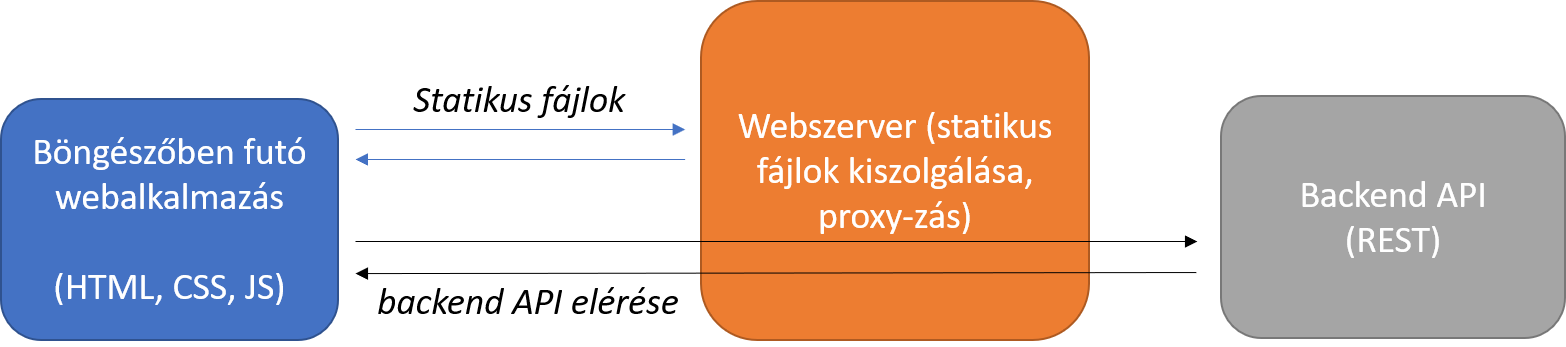 Statikus fájlok
Böngészőben futó
webalkalmazás
(HTML, CSS, JS)
backend API elérése
Webszerver (statikus
fájlok kiszolgálása,
proxy-zás)
Backend API
(REST)